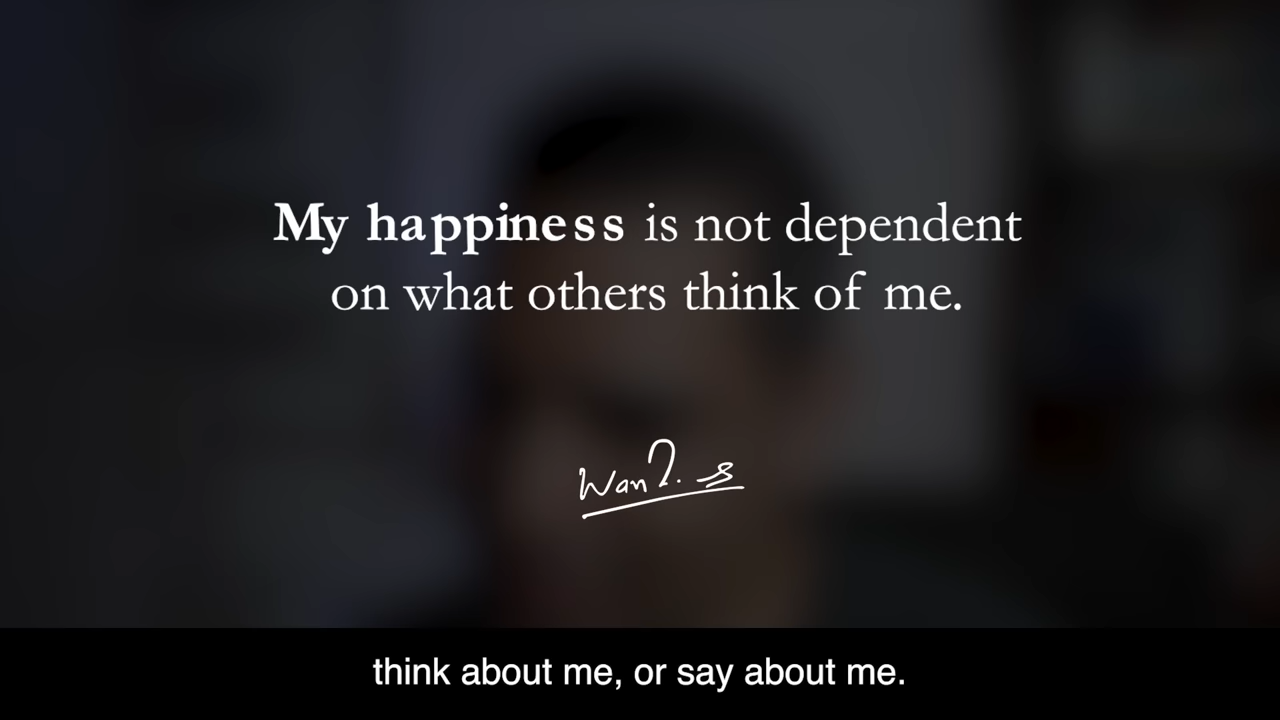 My happiness is not dependent
on what others think of me.
think about me, or say about me.